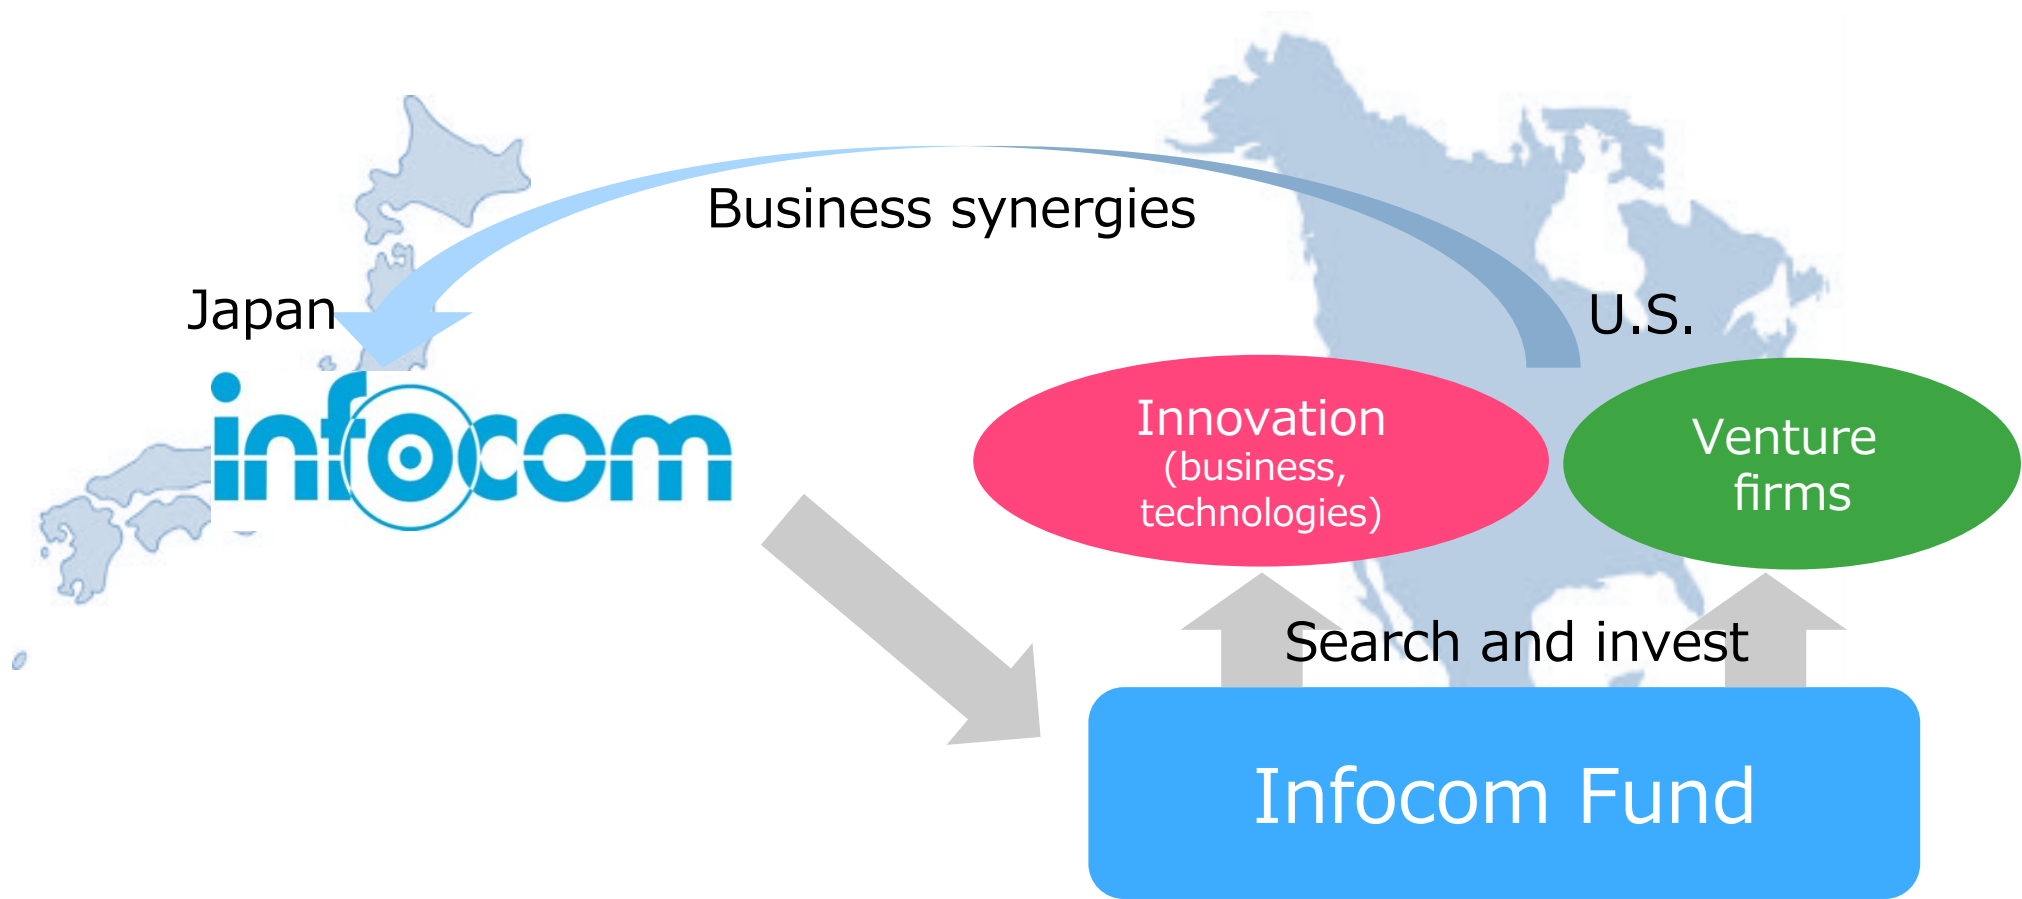 Business synergies
Japan
U.S.
infocom
Innovation
(business,
technologies)
Venture
firms
Search and invest
Infocom Fund